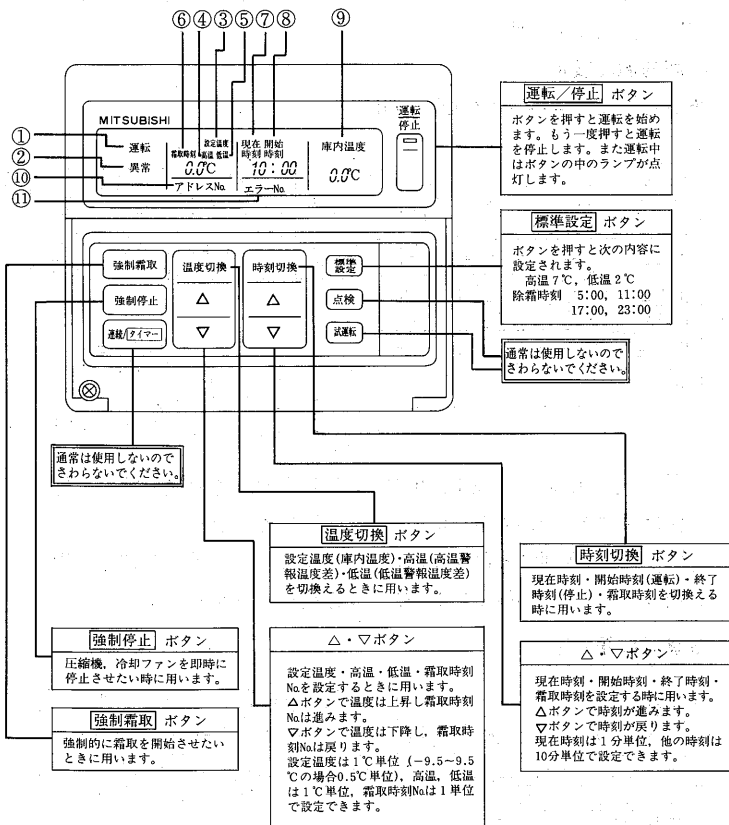 ⑥ ④ ③ ⑤ ⑦ ⑧ ⑨
MITSUBISHI
① 運転
② 異常
⑩
⑪
設定温度
霜取時刻 高温 低温
0.0℃
アドレスNo.
現在 開始
時刻 時刻
10:00
エラーNo.
庫内温度
0.0℃
運転
停止
強制霜取
強制停止
連続/タイマー
温度切換
△
▽
時刻切換
△
▽
標準
設定
点検
試運転
運転／停止 ボタン
ボタンを押すと運転を始め
ます。もう一度押すと運転
を停止します。また運転中
はボタンの中のランプが点
灯します。
標準設定 ボタン
ボタンを押すと次の内容に
設定されます。
高温7℃，低温2℃
除霜時刻 5:00, 11:00
17:00, 23:00
通常は使用しないので
さわらないでください。
通常は使用しないので
さわらないでください。
温度切換 ボタン
設定温度(庫内温度)・高温(高温警
報温度差)・低温(低温警報温度差)
を切換えるときに用います。
時刻切換 ボタン
現在時刻・開始時刻(運転)・終了
時刻(停止)・霜取時刻を切換える
時に用います。
強制停止 ボタン
圧縮機，冷却ファンを即時に
停止させたい時に用います。
強制霜取 ボタン
強制的に霜取を開始させたい
ときに用います。
△・▽ボタン
設定温度・高温・低温・霜取時刻
No.を設定するときに用います。
△ボタンで温度は上昇し霜取時刻
No.は進みます。
▽ボタンで温度は下降し，霜取時
刻No.は戻ります。
設定温度は1℃単位（−9.5〜9.5
℃の場合0.5℃単位)，高温，低温
は1℃単位，霜取時刻No.は1単位
で設定できます。
△・▽ボタン
現在時刻・開始時刻・終了時刻・
霜取時刻を設定する時に用います。
△ボタンで時刻が進みます。
▽ボタンで時刻が戻ります。
現在時刻は1分単位，他の時刻は
10分単位で設定できます。